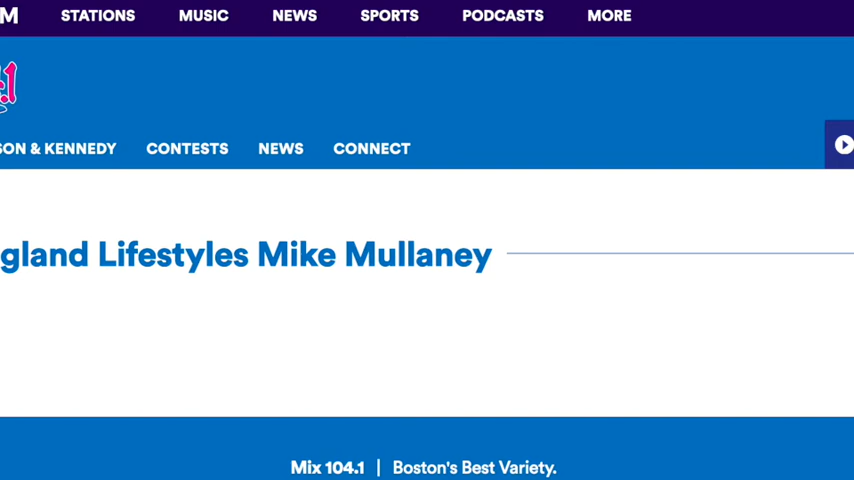 M STATIONS MUSIC NEWS SPORTS PODCASTS MORE
.1
SON & KENNEDY CONTESTS NEWS CONNECT
gland Lifestyles Mike Mullaney
Mix 104.1 | Boston's Best Variety.